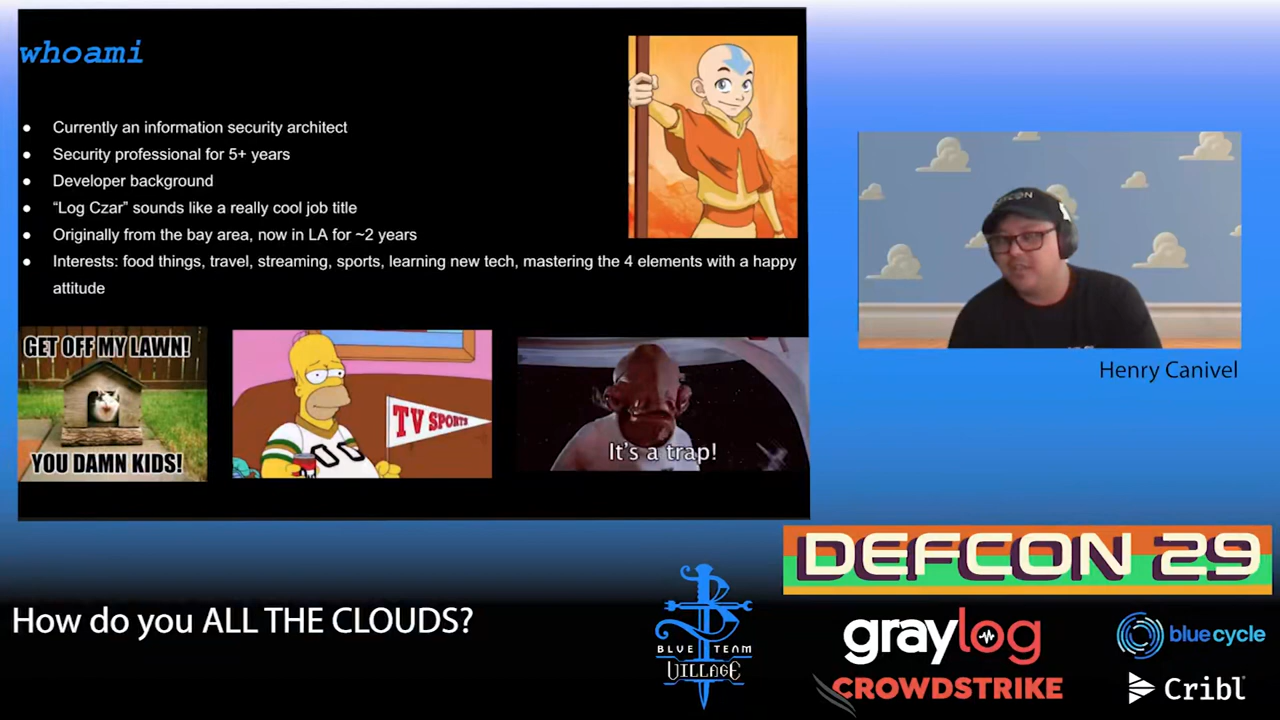 whoami
● Currently an information security architect
● Security professional for 5+ years
● Developer background
● “Log Czar” sounds like a really cool job title
● Originally from the bay area, now in LA for ~2 years
● Interests: food things, travel, streaming, sports, learning new tech, mastering the 4 elements with a happy
attitude
GET OFF MY LAWN!
YOU DAMN KIDS!
TV SPORTS
It's a trap!
Henry Canivel
DEFCON 29
How do you ALL THE CLOUDS?
BLUE TEAM
VILLAGE
graylog
bluecycle
CROWDSTRIKE
Cribl